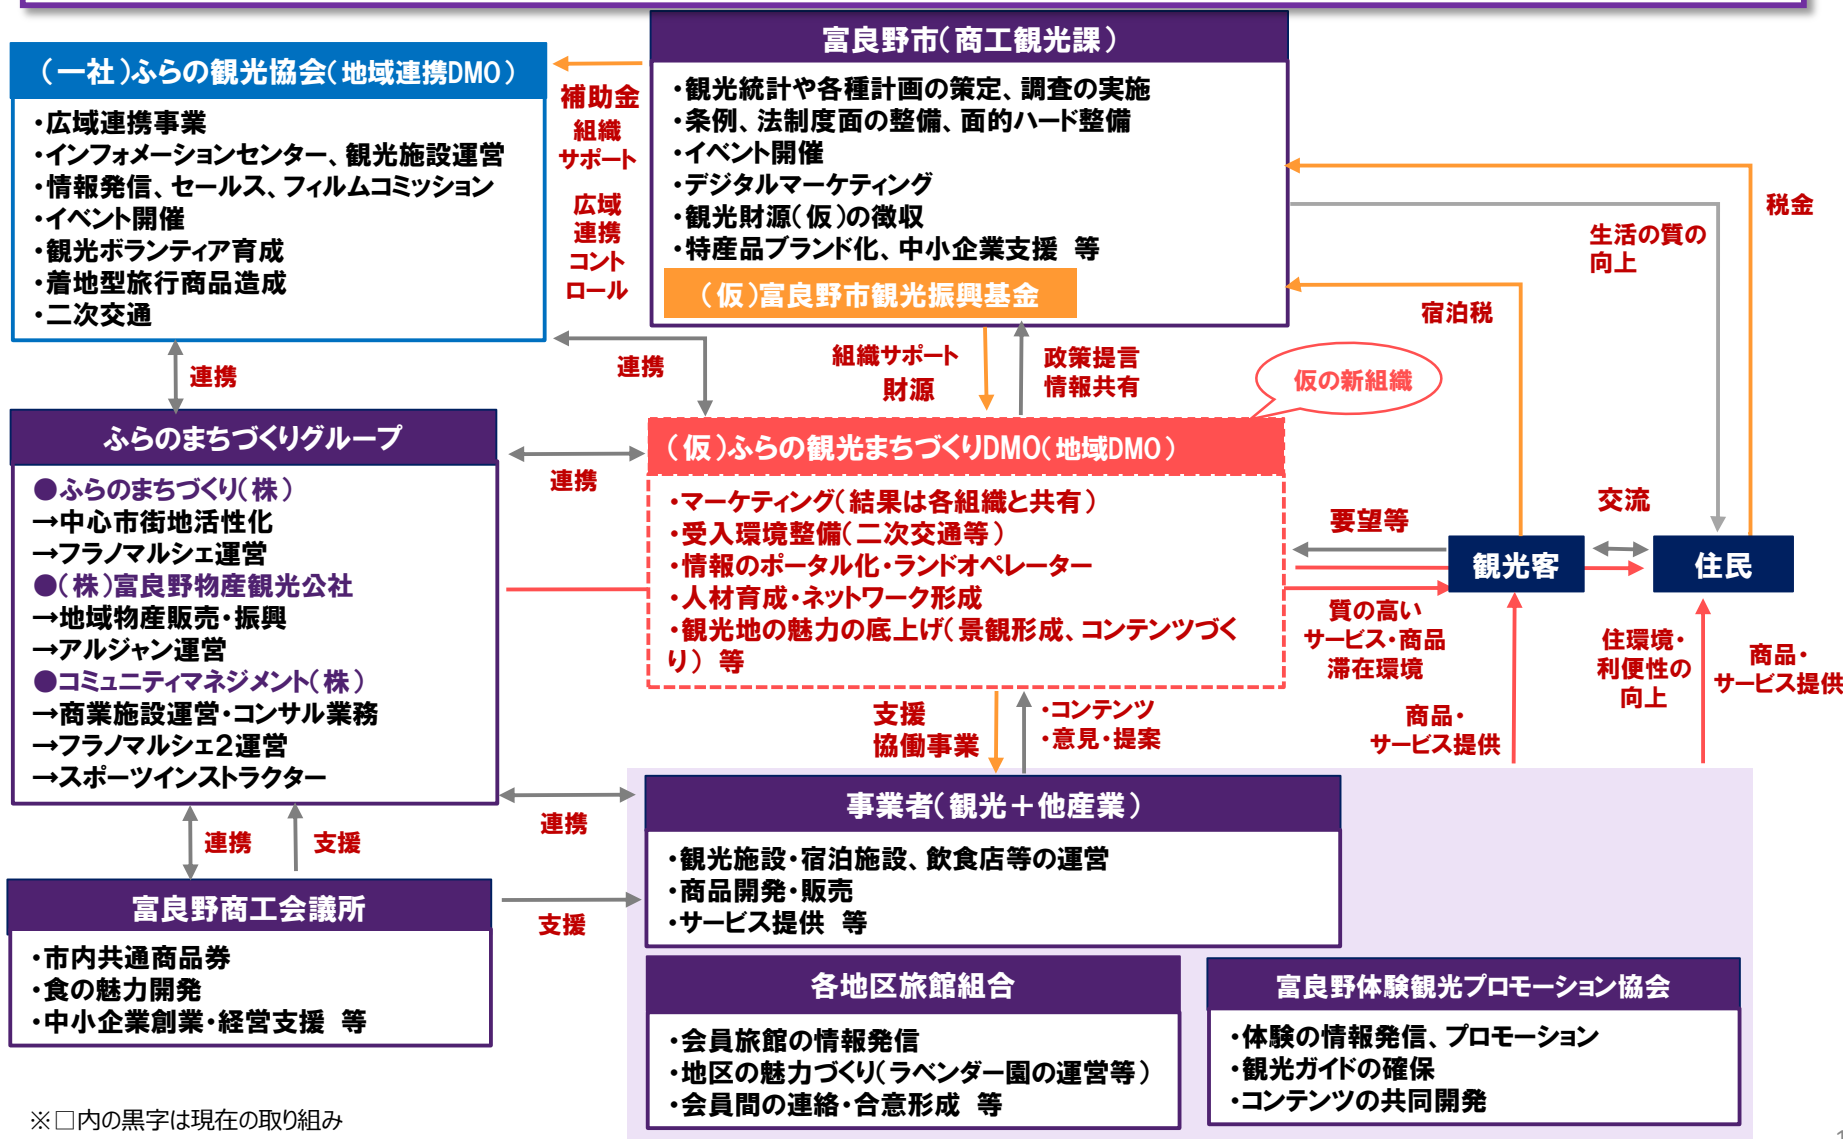 富良野市（商工観光課）
・観光統計や各種計画の策定、調査の実施
・条例、法制度面の整備、面的ハード整備
・イベント開催
・デジタルマーケティング
・観光財源（仮）の徴収
・特産品ブランド化、中小企業支援 等
（仮）富良野市観光振興基金
（一社）ふらの観光協会（地域連携DMO）
・広域連携事業
・インフォメーションセンター、観光施設運営
・情報発信、セールス、フィルムコミッション
・イベント開催
・観光ボランティア育成
・着地型旅行商品造成
・二次交通
補助金
組織
サポート
広域
連携
コント
ロール
税金
生活の質の
向上
宿泊税
連携
連携
組織サポート
財源
政策提言
情報共有
仮の新組織
ふらのまちづくりグループ
●ふらのまちづくり（株）
→中心市街地活性化
→フラノマルシェ運営
●（株）富良野物産観光公社
→地域物産販売・振興
→アルジャン運営
●コミュニティマネジメント（株）
→商業施設運営・コンサル業務
→フラノマルシェ２運営
→スポーツインストラクター
連携
（仮）ふらの観光まちづくりDMO（地域DMO）
・マーケティング（結果は各組織と共有）
・受入環境整備（二次交通等）
・情報のポータル化・ランドオペレーター
・人材育成・ネットワーク形成
・観光地の魅力の底上げ（景観形成、コンテンツづく
り） 等
要望等
交流
観光客
住民
質の高い
サービス・商品
滞在環境
住環境・
利便性の
向上
商品・
サービス提供
商品・
サービス提供
支援
協働事業
・コンテンツ
・意見・提案
連携
支援
連携
支援
事業者（観光＋他産業）
・観光施設・宿泊施設、飲食店等の運営
・商品開発・販売
・サービス提供 等
富良野商工会議所
・市内共通商品券
・食の魅力開発
・中小企業創業・経営支援 等
各地区旅館組合
・会員旅館の情報発信
・地区の魅力づくり（ラベンダー園の運営等）
・会員間の連絡・合意形成 等
富良野体験観光プロモーション協会
・体験の情報発信、プロモーション
・観光ガイドの確保
・コンテンツの共同開発
※□内の黒字は現在の取り組み